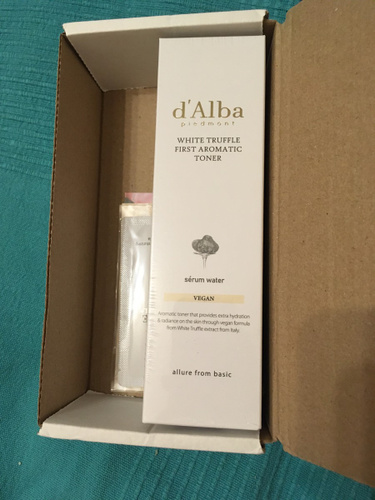 d'Alba
piedmont
WHITE TRUFFLE
FIRST AROMATIC
TONER
sérum water
VEGAN
Aromatic toner that provides extra hydration
& radiance on the skin through vegan formula
from White Truffle extract from Italy.
allure from basic